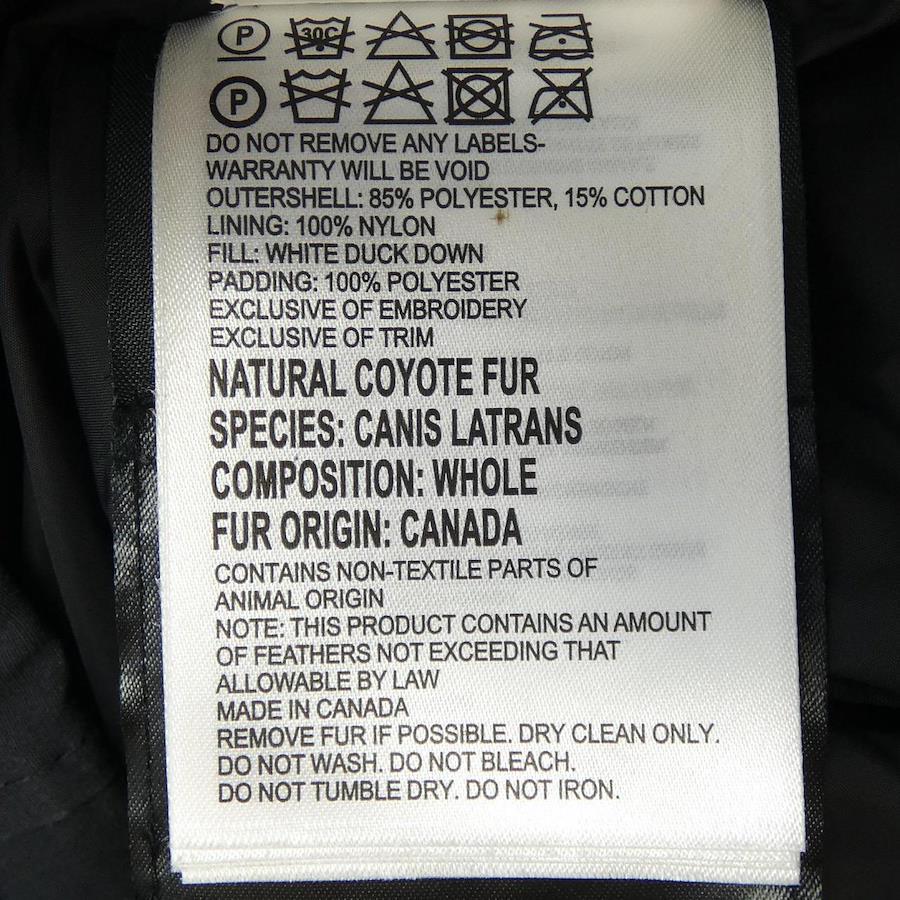 P 30C
P
DO NOT REMOVE ANY LABELS-
WARRANTY WILL BE VOID
OUTERSHELL: 85% POLYESTER, 15% COTTON
LINING: 100% NYLON
FILL: WHITE DUCK DOWN
PADDING: 100% POLYESTER
EXCLUSIVE OF EMBROIDERY
EXCLUSIVE OF TRIM
NATURAL COYOTE FUR
SPECIES: CANIS LATRANS
COMPOSITION: WHOLE
FUR ORIGIN: CANADA
CONTAINS NON-TEXTILE PARTS OF
ANIMAL ORIGIN
NOTE: THIS PRODUCT CONTAINS AN AMOUNT
OF FEATHERS NOT EXCEEDING THAT
ALLOWABLE BY LAW
MADE IN CANADA
REMOVE FUR IF POSSIBLE. DRY CLEAN ONLY.
DO NOT WASH. DO NOT BLEACH.
DO NOT TUMBLE DRY. DO NOT IRON.